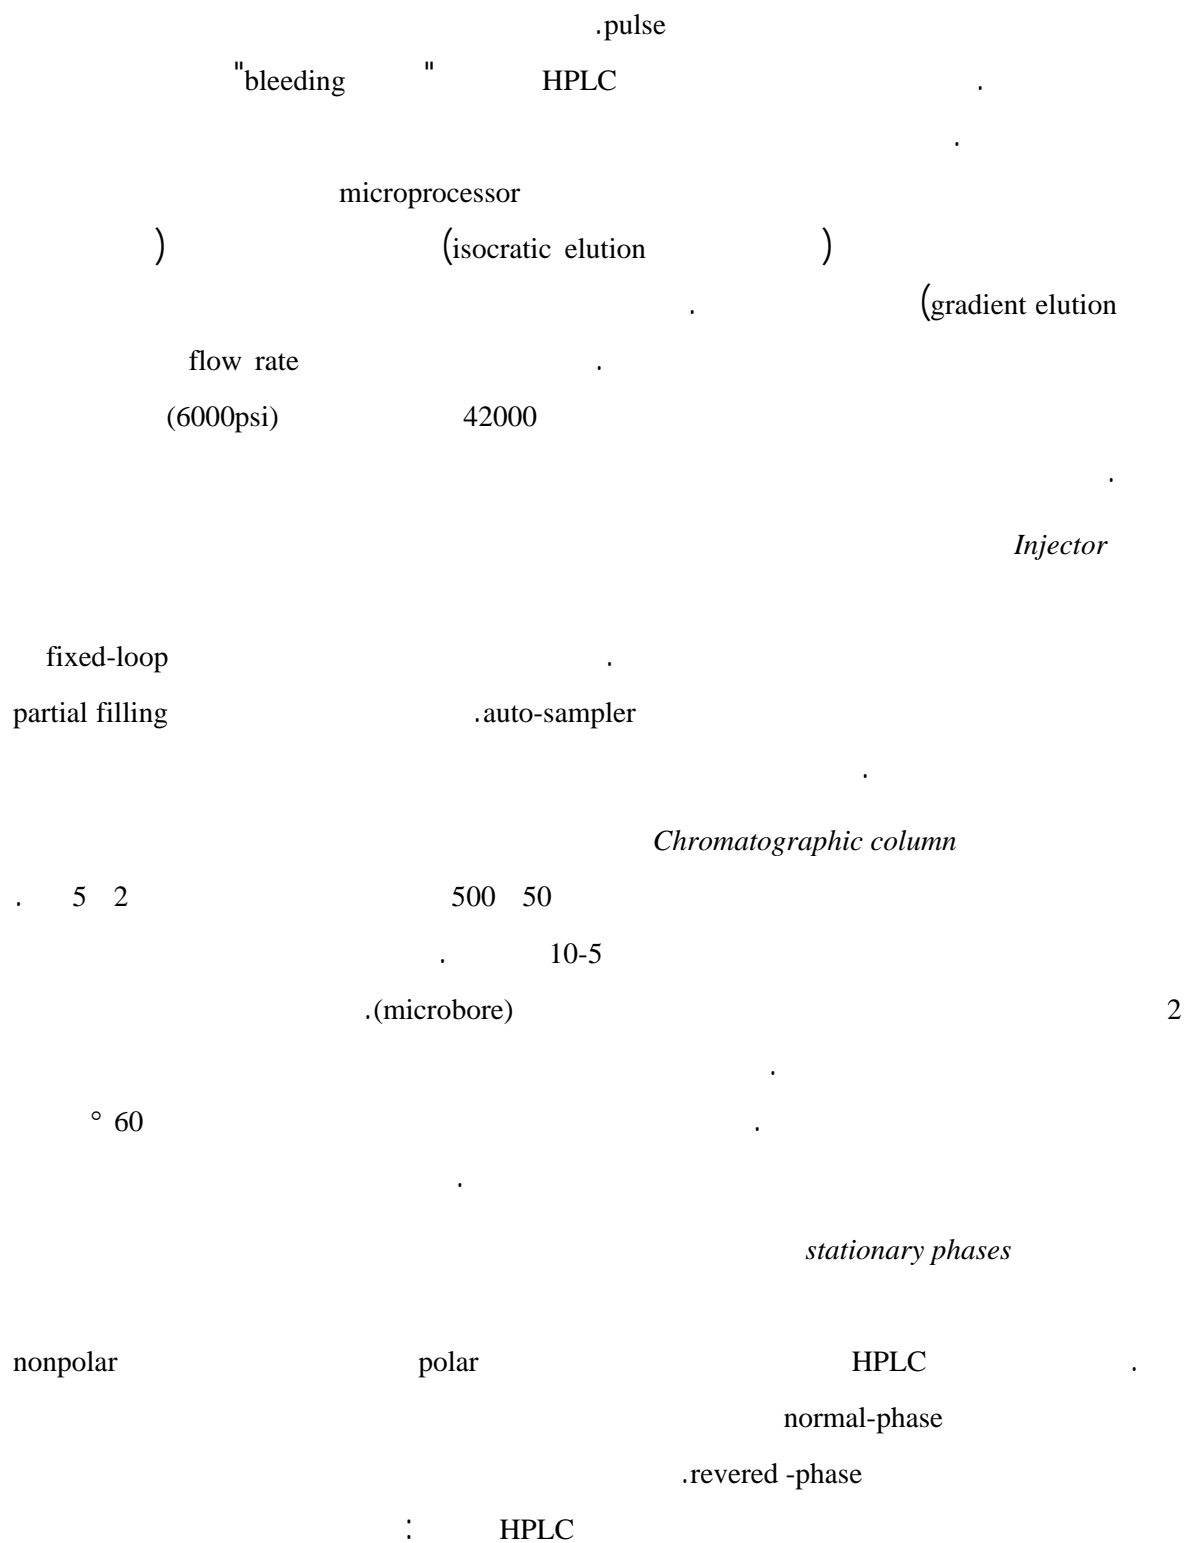 .pulse
"bleeding " HPLC .
.
microprocessor
) (isocratic elution )
. (gradient elution
flow rate .
(6000psi) 42000
.
Injector
fixed-loop .
partial filling .auto-sampler
.
Chromatographic column
. 5 2 500 50
. 10-5
.(microbore) 2
.
° 60 .
.
stationary phases
nonpolar polar HPLC .
normal-phase
.revered -phase
: HPLC